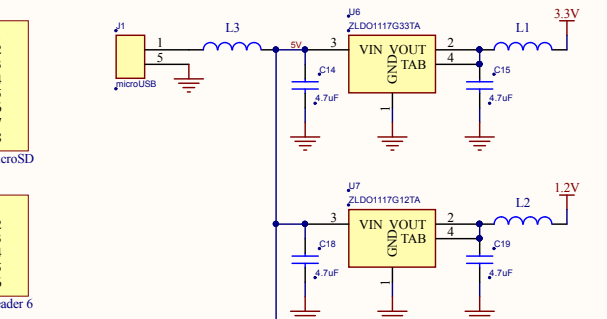 U6
ZLDO1117G33TA
3.3V
J1
L3
L1
1
5V
3
VIN VOUT
2
5
GND
TAB
4
C14
C15
microUSB
4.7uF
4.7uF
1
croSD
U7
ZLDO1117G12TA
1.2V
L2
3
VIN VOUT
2
GND
TAB
4
C18
C19
4.7uF
4.7uF
1
ader 6